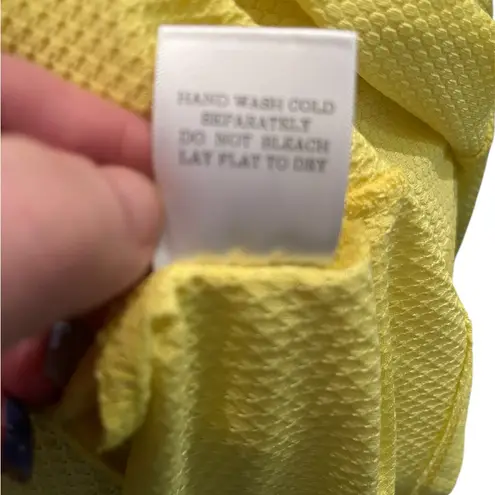 HAND WASH COLD
SEPARATELY
DO NOT BLEACH
LAY FLAT TO DRY